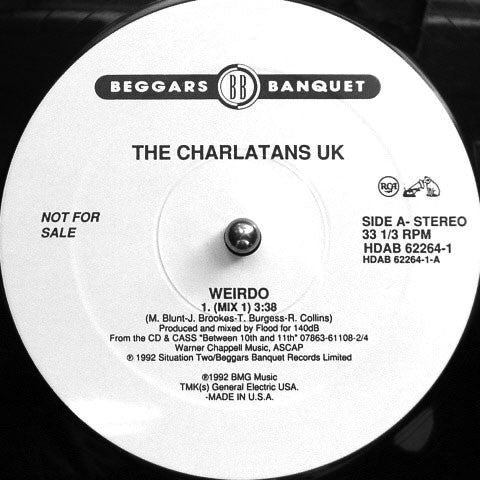 BEGGARS BB BANQUET
THE CHARLATANS UK
RCA
NOT FOR
SALE
SIDE A- STEREO
33 1/3 RPM
HDAB 62264-1
HDAB 62264-1-A
WEIRDO
1. (MIX 1) 3:38
(M. Blunt-J. Brookes-T. Burgess-R. Collins)
Produced and mixed by Flood for 140dB
From the CD & CASS "Between 10th and 11th" 07863-61108-2/4
Warner Chappell Music, ASCAP
℗ 1992 Situation Two/Beggars Banquet Records Limited
℗1992 BMG Music
TMK(s) General Electric USA.
-MADE IN U.S.A.